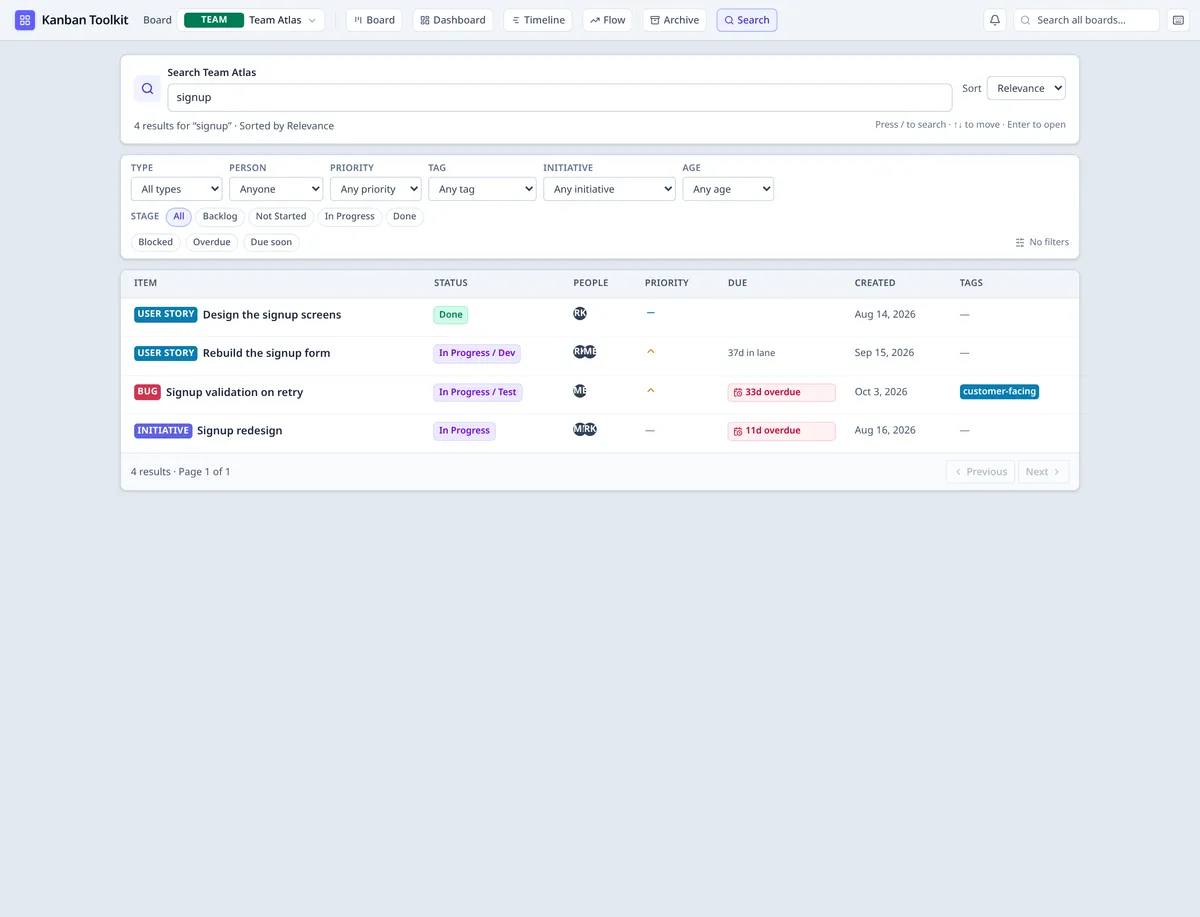 Kanban Toolkit Board TEAM Team Atlas Board Dashboard Timeline Flow Archive Search Search all boards...
Search Team Atlas
signup
Sort Relevance
4 results for “signup” · Sorted by Relevance
Press / to search · ↑↓ to move · Enter to open
TYPE PERSON PRIORITY TAG INITIATIVE AGE
All types Anyone Any priority Any tag Any initiative Any age
STAGE All Backlog Not Started In Progress Done
Blocked Overdue Due soon No filters
ITEM STATUS PEOPLE PRIORITY DUE CREATED TAGS
USER STORY Design the signup screens Done RK Aug 14, 2026 —
USER STORY Rebuild the signup form In Progress / Dev 37d in lane Sep 15, 2026 —
BUG Signup validation on retry In Progress / Test 33d overdue Oct 3, 2026 customer-facing
INITIATIVE Signup redesign In Progress RK — 11d overdue Aug 16, 2026 —
4 results · Page 1 of 1 Previous Next